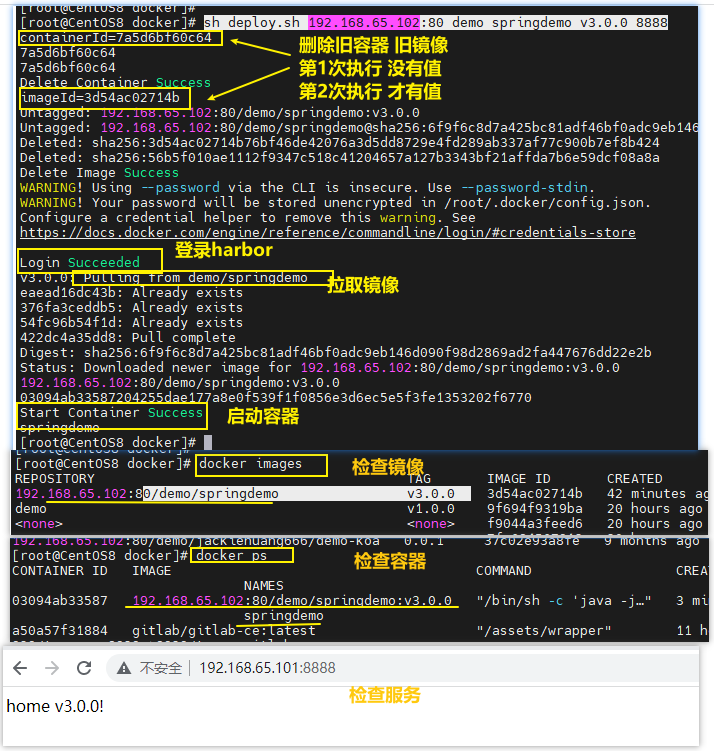 [root@CentOS8 docker]#
[root@CentOS8 docker]# sh deploy.sh 192.168.65.102:80 demo springdemo v3.0.0 8888
containerId=7a5d6bf60c64
7a5d6bf60c64
7a5d6bf60c64
删除旧容器 旧镜像
第1次执行 没有值
第2次执行 才有值
Delete Container Success
imageId=3d54ac02714b
Untagged: 192.168.65.102:80/demo/springdemo:v3.0.0
Untagged: 192.168.65.102:80/demo/springdemo@sha256:6f9f6c8d7a425bc81adf46bf0adc9eb146
Deleted: sha256:3d54ac02714b76bf46de42076a3d5dd8729e4fd289ab337af77c900b7ef8b424
Deleted: sha256:56b5f010ae1112f9347c518c41204657a127b3343bf21affda7b6e59dcf08a8a
Delete Image Success
WARNING! Using --password via the CLI is insecure. Use --password-stdin.
WARNING! Your password will be stored unencrypted in /root/.docker/config.json.
Configure a credential helper to remove this warning. See
https://docs.docker.com/engine/reference/commandline/login/#credentials-store
登录harbor
Login Succeeded
v3.0.0: Pulling from demo/springdemo
拉取镜像
eaead16dc43b: Already exists
376fa3ceddb5: Already exists
54fc96b54f1d: Already exists
422dc4a35dd8: Pull complete
Digest: sha256:6f9f6c8d7a425bc81adf46bf0adc9eb146d090f98d2869ad2fa447676dd22e2b
Status: Downloaded newer image for 192.168.65.102:80/demo/springdemo:v3.0.0
192.168.65.102:80/demo/springdemo:v3.0.0
03094ab33587204255dae177a8e0f539f1f0856e3d6ec5e5f3fe1353202f6770
Start Container Success
启动容器
springdemo
[root@CentOS8 docker]#
[root@CentOS8 docker]# docker images
检查镜像
REPOSITORY TAG IMAGE ID CREATED
192.168.65.102:80/demo/springdemo v3.0.0 3d54ac02714b 42 minutes ag
demo v1.0.0 9f694f9319ba 20 hours ago
<none> <none> f9044a3feed6 20 hours ago
192.168.65.102:80/demo/jackiehuang666/demo-koa 0.0.1 37c02e93a8fe 9 months ago
[root@CentOS8 docker]# docker ps
检查容器
CONTAINER ID IMAGE COMMAND CREA
NAMES
03094ab33587 192.168.65.102:80/demo/springdemo:v3.0.0 "/bin/sh -c 'java -j…" 3 mi
springdemo
a50a57f31884 gitlab/gitlab-ce:latest "/assets/wrapper" 11 h
不安全 192.168.65.101:8888
检查服务
home v3.0.0!